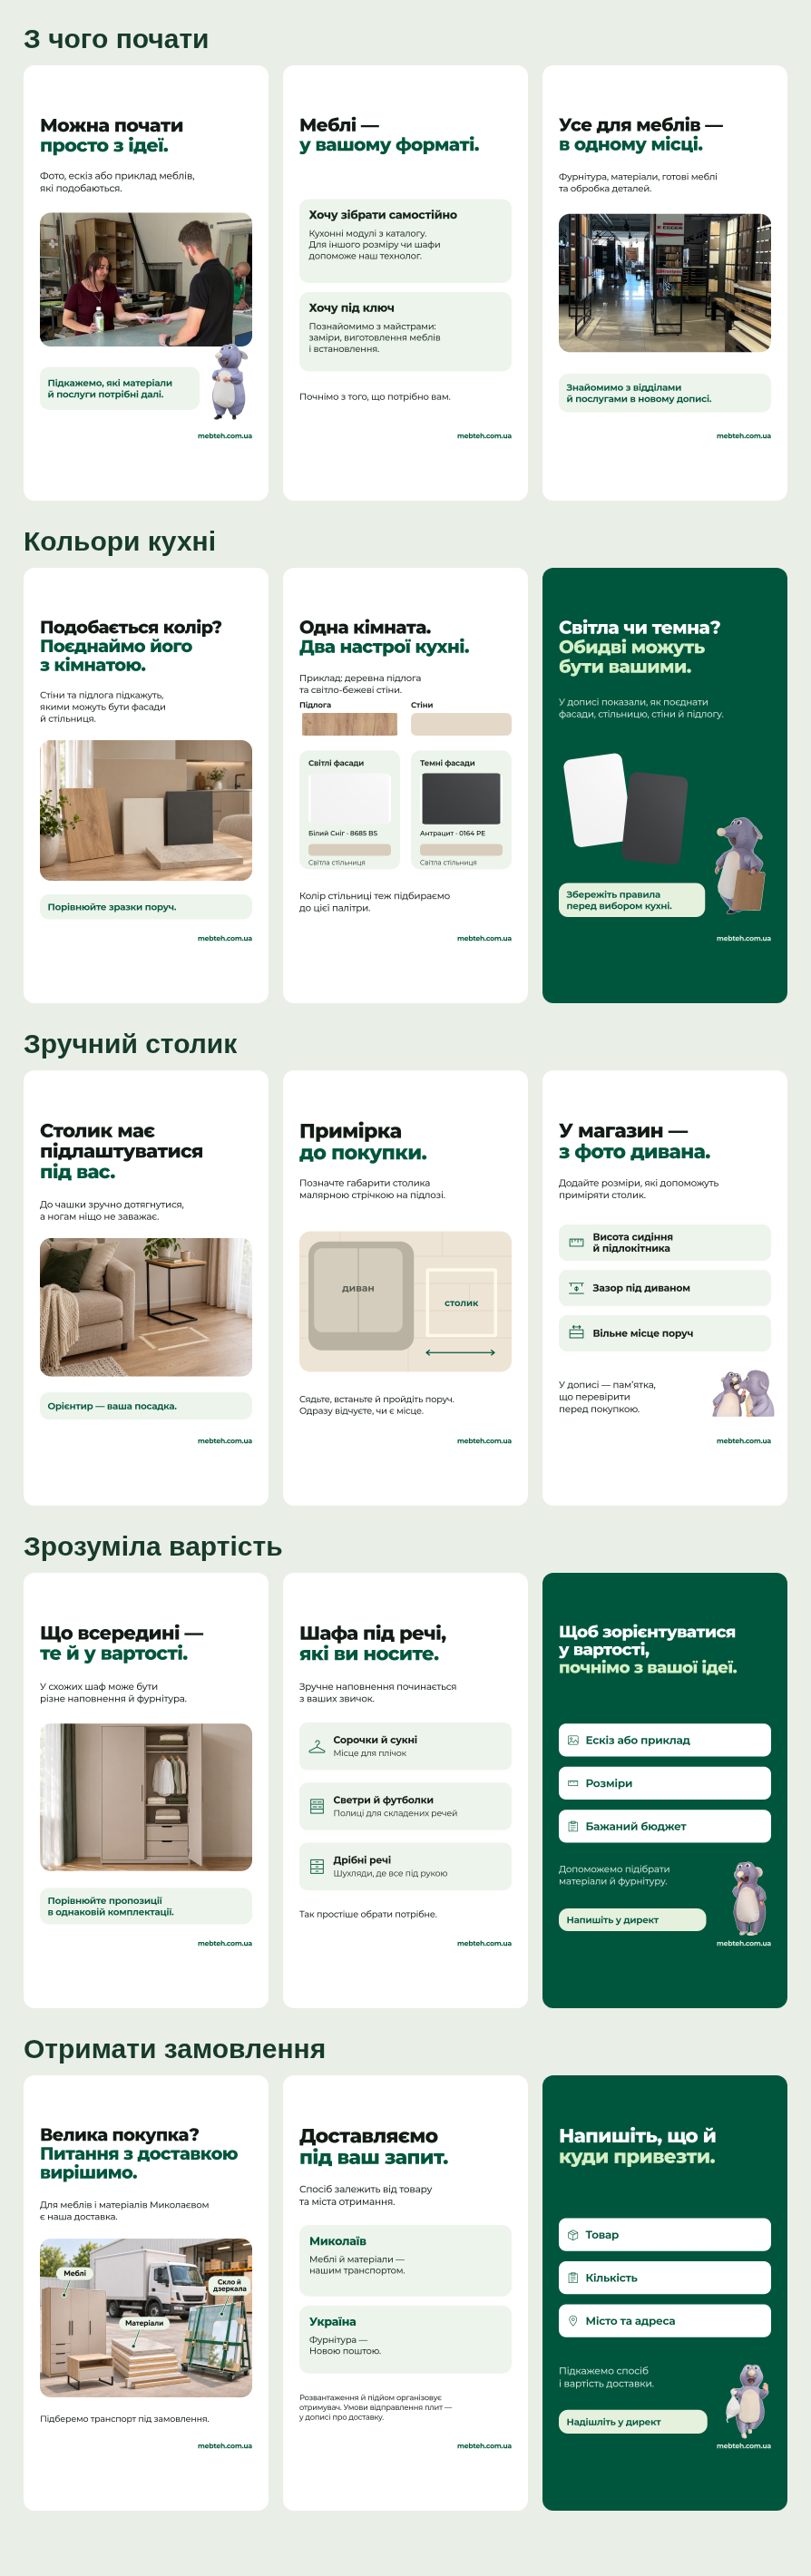 З чого почати
Можна почати
просто з ідеї.
Фото, ескіз або приклад меблів,
які подобаються.
Підкажемо, які матеріали
й послуги потрібні далі.
mebteh.com.ua
Меблі —
у вашому форматі.
Хочу зібрати самостійно
Кухонні модулі з каталогу.
Для іншого розміру чи шафи
допоможе наш технолог.
Хочу під ключ
Познайомимо з майстрами:
заміри, виготовлення меблів
і встановлення.
Почнімо з того, що потрібно вам.
mebteh.com.ua
Усе для меблів —
в одному місці.
Фурнітура, матеріали, готові меблі
та обробка деталей.
Знайомимо з відділами
й послугами в новому дописі.
mebteh.com.ua
Кольори кухні
Подобається колір?
Поєднаймо його
з кімнатою.
Стіни та підлога підкажуть,
якими можуть бути фасади
й стільниця.
Порівнюйте зразки поруч.
mebteh.com.ua
Одна кімната.
Два настрої кухні.
Приклад: деревна підлога
та світло-бежеві стіни.
Підлога
Стіни
Світлі фасади
Білий Сніг · 8685 BS
Світла стільниця
Темні фасади
Антрацит · 0164 PE
Світла стільниця
Колір стільниці теж підбираємо
до цієї палітри.
mebteh.com.ua
Світла чи темна?
Обидві можуть
бути вашими.
У дописі показали, як поєднати
фасади, стільницю, стіни й підлогу.
Збережіть правила
перед вибором кухні.
mebteh.com.ua
Зручний столик
Столик має
підлаштуватися
під вас.
До чашки зручно дотягнутися,
а ногам ніщо не заважає.
Орієнтир — ваша посадка.
mebteh.com.ua
Примірка
до покупки.
Позначте габарити столика
малярною стрічкою на підлозі.
диван
столик
Сядьте, встаньте й пройдіть поруч.
Одразу відчуєте, чи є місце.
mebteh.com.ua
У магазин —
з фото дивана.
Додайте розміри, які допоможуть
приміряти столик.
Висота сидіння
й підлокітника
Зазор під диваном
Вільне місце поруч
У дописі — пам’ятка,
що перевірити
перед покупкою.
mebteh.com.ua
Зрозуміла вартість
Що всередині —
те й у вартості.
У схожих шаф може бути
різне наповнення й фурнітура.
Порівнюйте пропозиції
в однаковій комплектації.
mebteh.com.ua
Шафа під речі,
які ви носите.
Зручне наповнення починається
з ваших звичок.
Сорочки й сукні
Місце для плічок
Светри й футболки
Полиці для складених речей
Дрібні речі
Шухляди, де все під рукою
Так простіше обрати потрібне.
mebteh.com.ua
Щоб зорієнтуватися
у вартості,
почнімо з вашої ідеї.
Ескіз або приклад
Розміри
Бажаний бюджет
Допоможемо підібрати
матеріали й фурнітуру.
Напишіть у директ
mebteh.com.ua
Отримати замовлення
Велика покупка?
Питання з доставкою
вирішимо.
Для меблів і матеріалів Миколаєвом
є наша доставка.
Меблі
Скло й
дзеркала
Матеріали
Підберемо транспорт під замовлення.
mebteh.com.ua
Доставляємо
під ваш запит.
Спосіб залежить від товару
та міста отримання.
Миколаїв
Меблі й матеріали —
нашим транспортом.
Україна
Фурнітура —
Новою поштою.
Розвантаження й підйом організовує
отримувач. Умови відправлення плит —
у дописі про доставку.
mebteh.com.ua
Напишіть, що й
куди привезти.
Товар
Кількість
Місто та адреса
Підкажемо спосіб
і вартість доставки.
Надішліть у директ
mebteh.com.ua